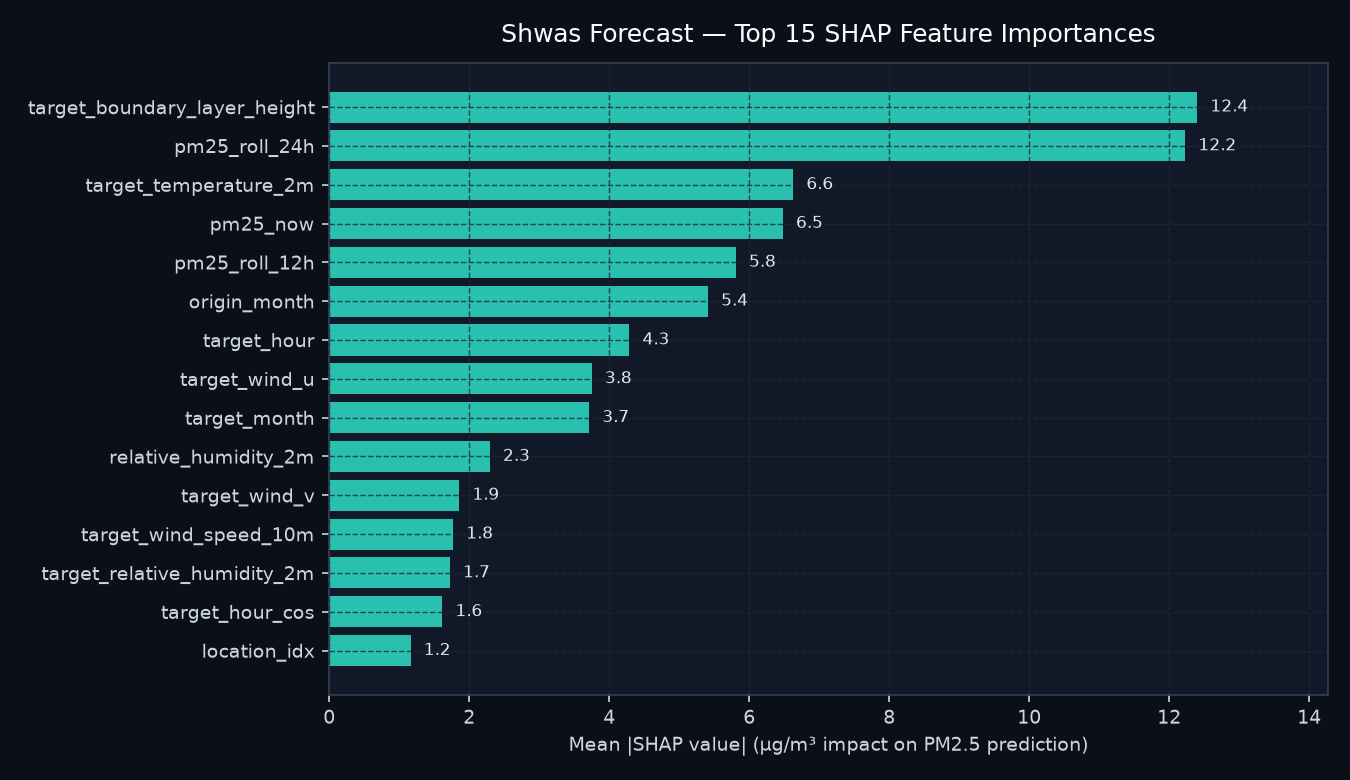 Shwas Forecast — Top 15 SHAP Feature Importances
target_boundary_layer_height 12.4
pm25_roll_24h 12.2
target_temperature_2m 6.6
pm25_now 6.5
pm25_roll_12h 5.8
origin_month 5.4
target_hour 4.3
target_wind_u 3.8
target_month 3.7
relative_humidity_2m 2.3
target_wind_v 1.9
target_wind_speed_10m 1.8
target_relative_humidity_2m 1.7
target_hour_cos 1.6
location_idx 1.2
0 2 4 6 8 10 12 14
Mean |SHAP value| (µg/m³ impact on PM2.5 prediction)